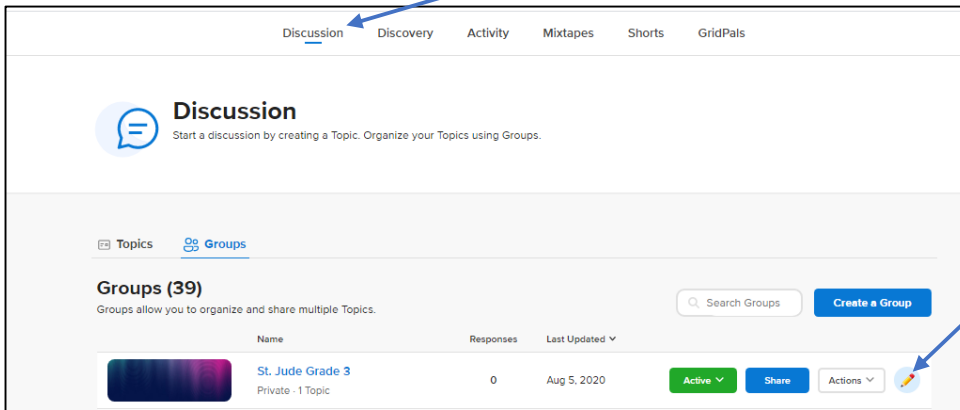 Discussion Discovery Activity Mixtapes Shorts GridPals
Discussion
Start a discussion by creating a Topic. Organize your Topics using Groups.
Topics Groups
Groups (39)
Groups allow you to organize and share multiple Topics.
Search Groups Create a Group
Name Responses Last Updated
St. Jude Grade 3
Private - 1 Topic
0 Aug 5, 2020 Active Share Actions